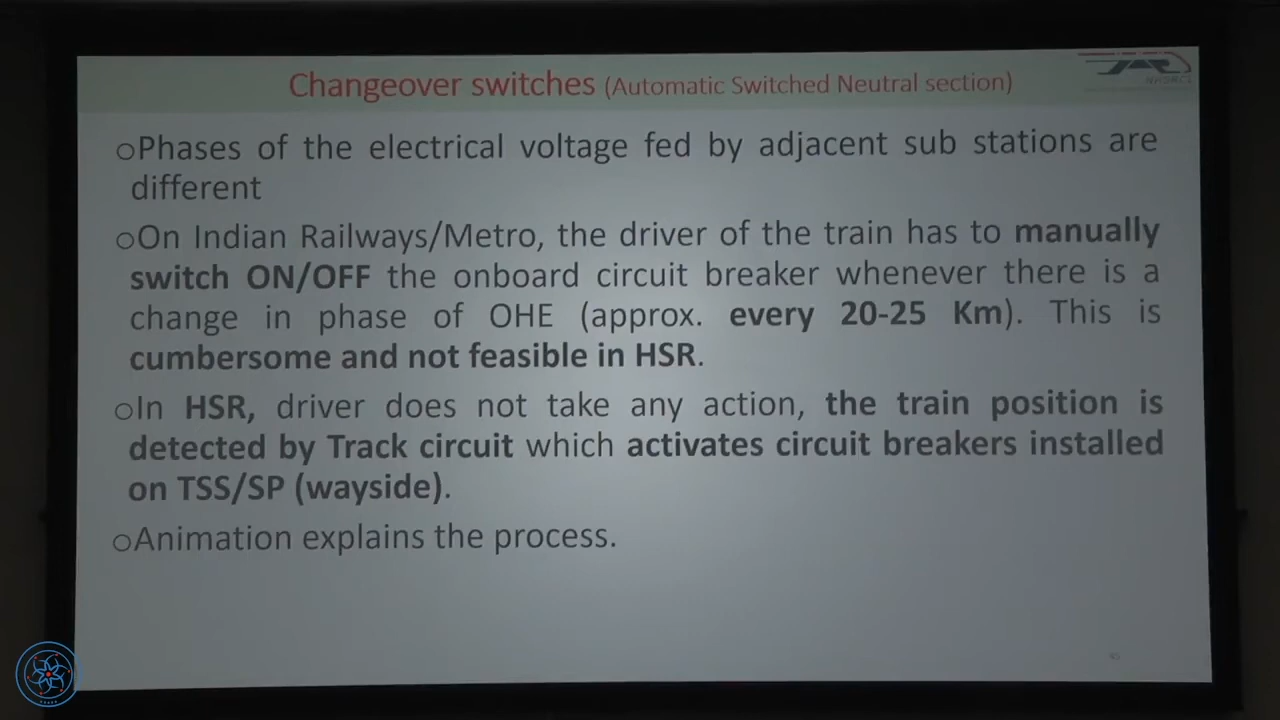 Changeover switches (Automatic Switched Neutral section)
NHSRCL
oPhases of the electrical voltage fed by adjacent sub stations are
different
oOn Indian Railways/Metro, the driver of the train has to manually
switch ON/OFF the onboard circuit breaker whenever there is a
change in phase of OHE (approx. every 20-25 Km). This is
cumbersome and not feasible in HSR.
oIn HSR, driver does not take any action, the train position is
detected by Track circuit which activates circuit breakers installed
on TSS/SP (wayside).
oAnimation explains the process.